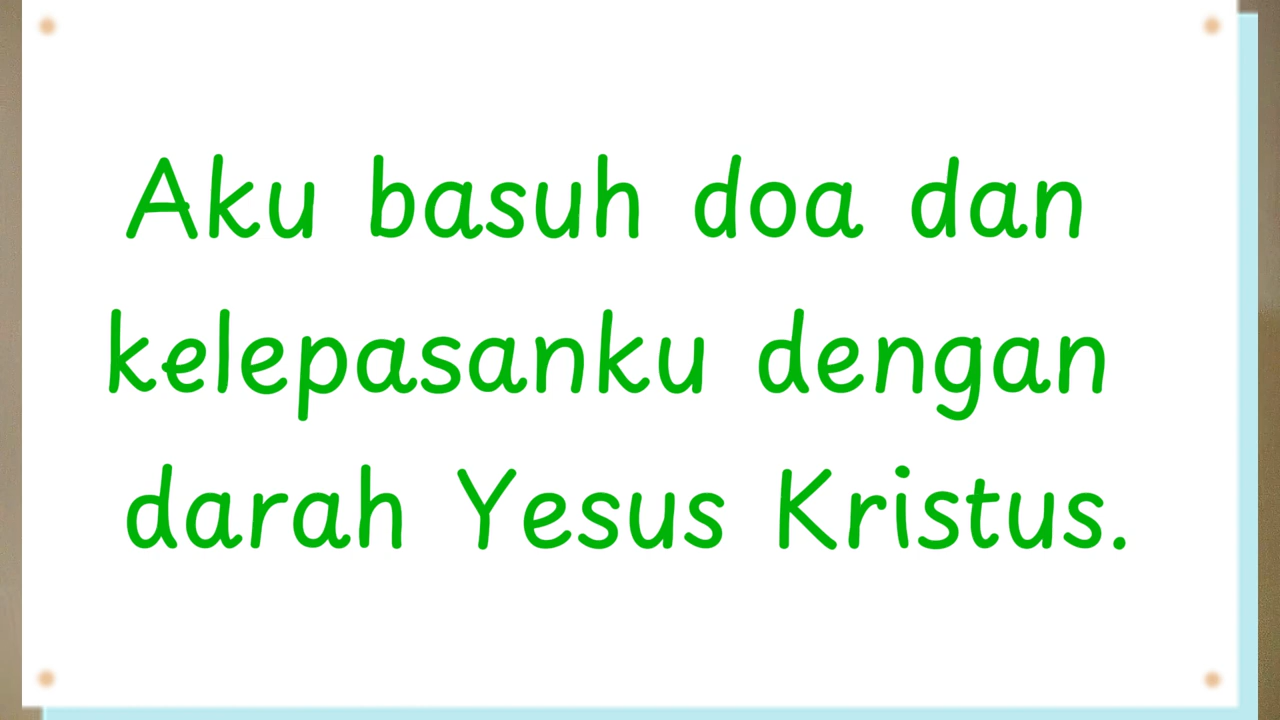 Aku basuh doa dan
kelepasanku dengan
darah Yesus Kristus.